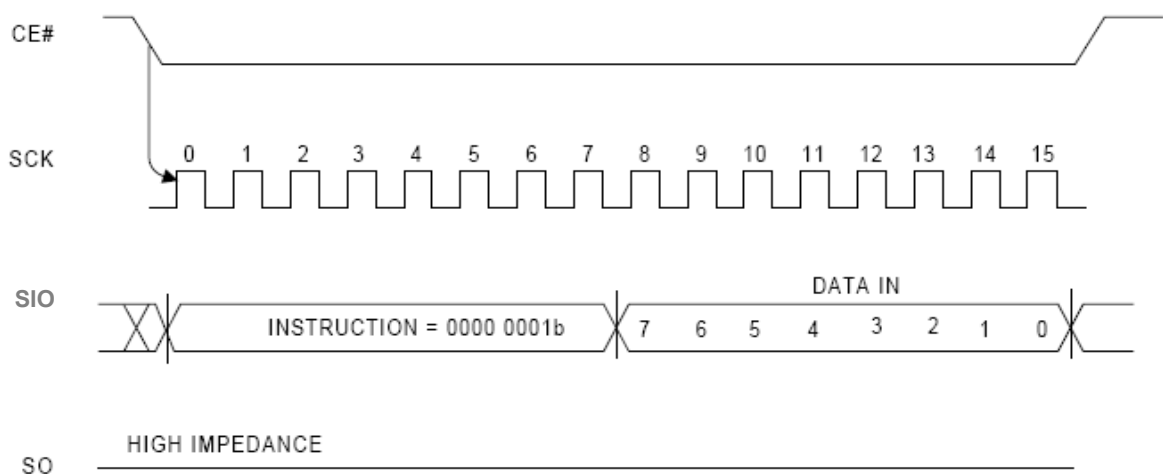 CE#
SCK 0 1 2 3 4 5 6 7 8 9 10 11 12 13 14 15
DATA IN
SIO INSTRUCTION = 0000 0001b 7 6 5 4 3 2 1 0
HIGH IMPEDANCE
SO